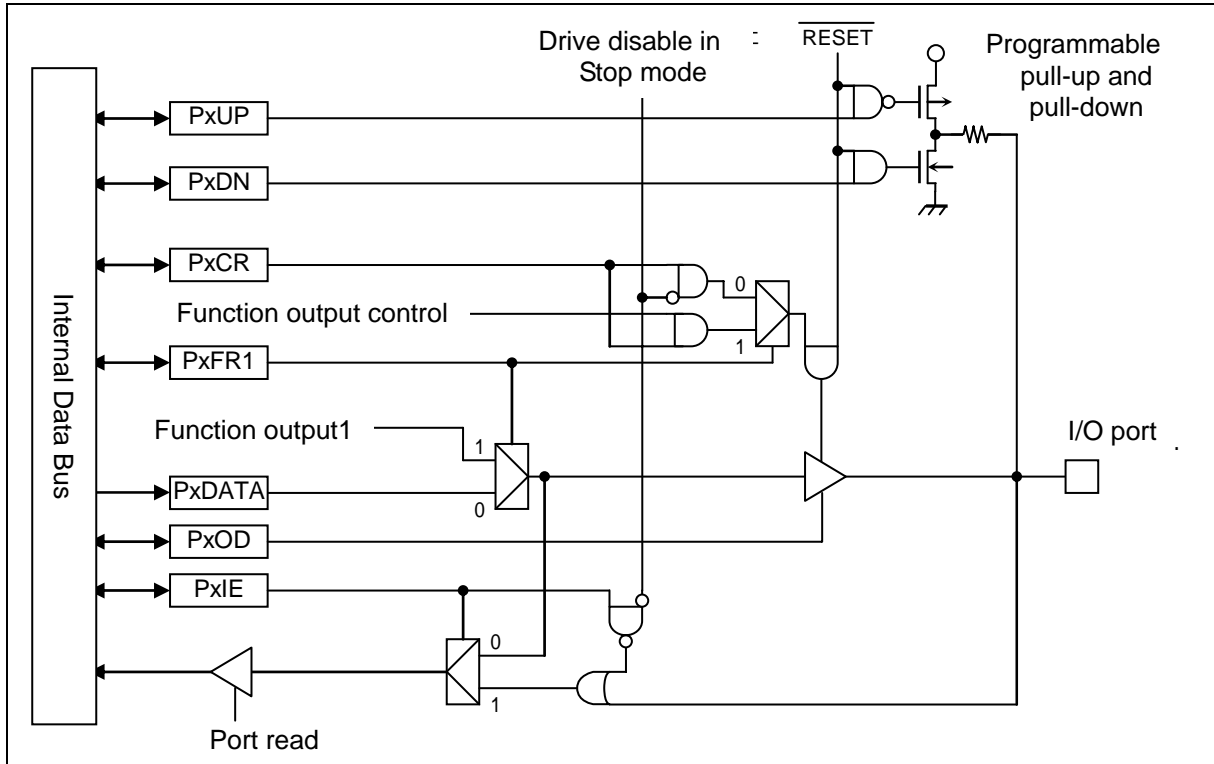 Drive disable in
Stop mode
RESET
Programmable
pull-up and
pull-down
PxUP
PxDN
PxCR
0
Function output control
1
PxFR1
Internal Data Bus
Function output1
1
I/O port
PxDATA
0
PxOD
PxIE
0
1
Port read